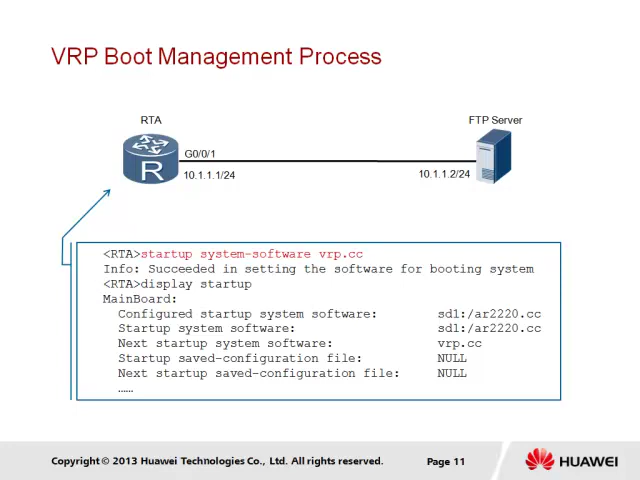 VRP Boot Management Process
RTA
FTP Server
G0/0/1
R
10.1.1.1/24
10.1.1.2/24
<RTA>startup system-software vrp.cc
Info: Succeeded in setting the software for booting system
<RTA>display startup
MainBoard:
Configured startup system software: sd1:/ar2220.cc
Startup system software: sd1:/ar2220.cc
Next startup system software: vrp.cc
Startup saved-configuration file: NULL
Next startup saved-configuration file: NULL
……
Copyright © 2013 Huawei Technologies Co., Ltd. All rights reserved.
Page 11
HUAWEI